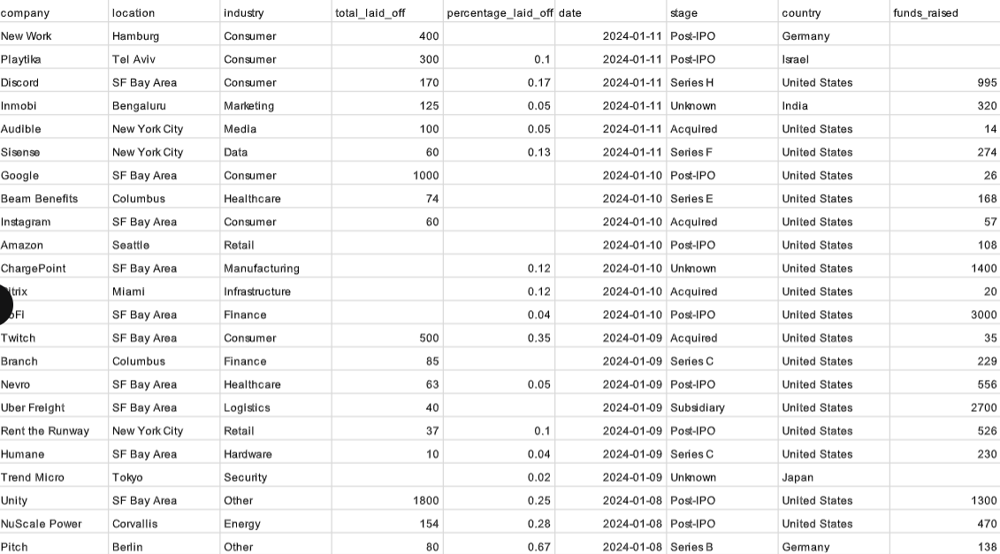 company location industry total_laid_off percentage_laid_off date stage country funds_raised
New Work Hamburg Consumer 400 2024-01-11 Post-IPO Germany
Playtika Tel Aviv Consumer 300 0.1 2024-01-11 Post-IPO Israel
Discord SF Bay Area Consumer 170 0.17 2024-01-11 Series H United States 995
Inmobi Bengaluru Marketing 125 0.05 2024-01-11 Unknown India 320
Audible New York City Media 100 0.05 2024-01-11 Acquired United States 14
Sisense New York City Data 60 0.13 2024-01-11 Series F United States 274
Google SF Bay Area Consumer 1000 2024-01-10 Post-IPO United States 26
Beam Benefits Columbus Healthcare 74 2024-01-10 Series E United States 168
Instagram SF Bay Area Consumer 60 2024-01-10 Acquired United States 57
Amazon Seattle Retail 2024-01-10 Post-IPO United States 108
ChargePoint SF Bay Area Manufacturing 0.12 2024-01-10 Unknown United States 1400
itrix Miami Infrastructure 0.12 2024-01-10 Acquired United States 20
oFi SF Bay Area Finance 0.04 2024-01-10 Post-IPO United States 3000
Twitch SF Bay Area Consumer 500 0.35 2024-01-09 Acquired United States 35
Branch Columbus Finance 85 2024-01-09 Series C United States 229
Nevro SF Bay Area Healthcare 63 0.05 2024-01-09 Post-IPO United States 556
Uber Freight SF Bay Area Logistics 40 2024-01-09 Subsidiary United States 2700
Rent the Runway New York City Retail 37 0.1 2024-01-09 Post-IPO United States 526
Humane SF Bay Area Hardware 10 0.04 2024-01-09 Series C United States 230
Trend Micro Tokyo Security 0.02 2024-01-09 Unknown Japan
Unity SF Bay Area Other 1800 0.25 2024-01-08 Post-IPO United States 1300
NuScale Power Corvallis Energy 154 0.28 2024-01-08 Post-IPO United States 470
Pitch Berlin Other 80 0.67 2024-01-08 Series B Germany 138